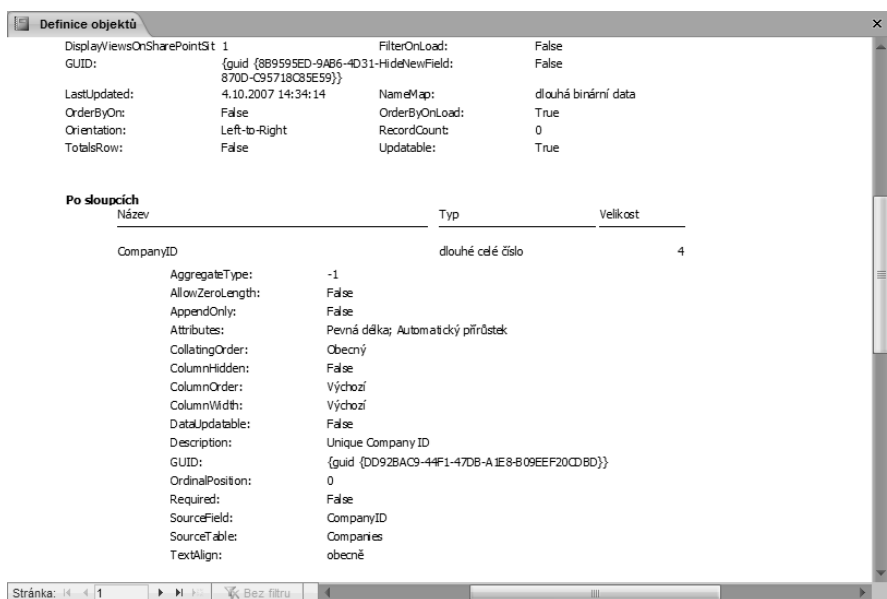 Definice objektů
DisplayViewsOnSharePointSit 1 FilterOnLoad: False
GUID: {guid {8B9595ED-9AB6-4D31- HideNewField: False
870D-C95718C85E59}}
LastUpdated: 4.10.2007 14:34:14 NameMap: dlouhá binární data
OrderByOn: False OrderByOnLoad: True
Orientation: Left-to-Right RecordCount: 0
TotalsRow: False Updatable: True
Po sloupcích
Název Typ Velikost
CompanyID dlouhé celé číslo 4
AggregateType: -1
AllowZeroLength: False
AppendOnly: False
Attributes: Pevná délka; Automatický přírůstek
CollatingOrder: Obecný
ColumnHidden: False
ColumnOrder: Výchozí
ColumnWidth: Výchozí
DataUpdatable: False
Description: Unique Company ID
GUID: {guid {DD92BAC9-44F1-47DB-A1E8-B09EEF20CDBD}}
OrdinalPosition: 0
Required: False
SourceField: CompanyID
SourceTable: Companies
TextAlign: obecně
Stránka: 1 Bez filtru